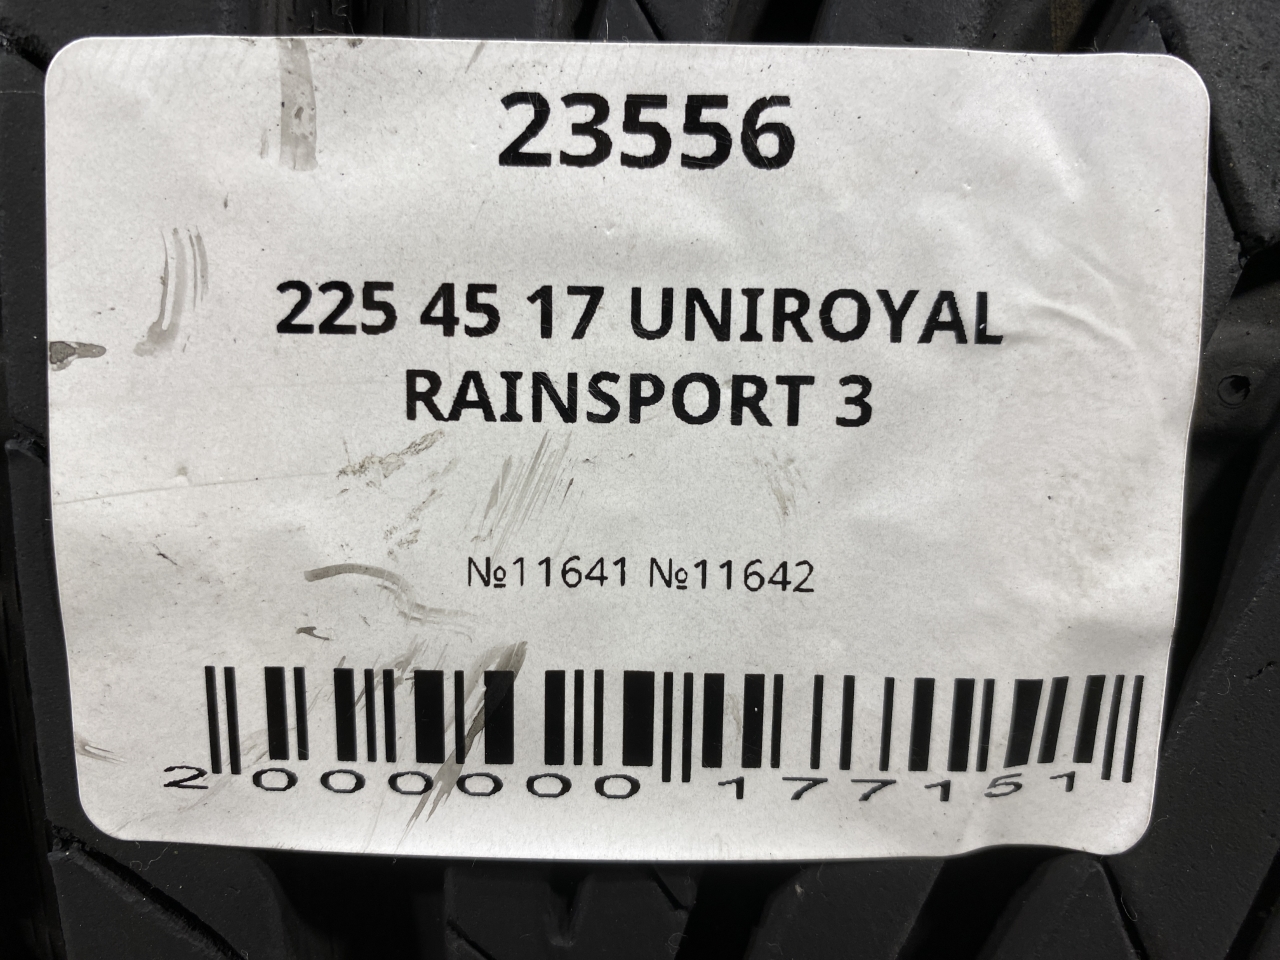 23556
225 45 17 UNIROYAL
RAINSPORT 3
№11641 №11642
2 000000 177151